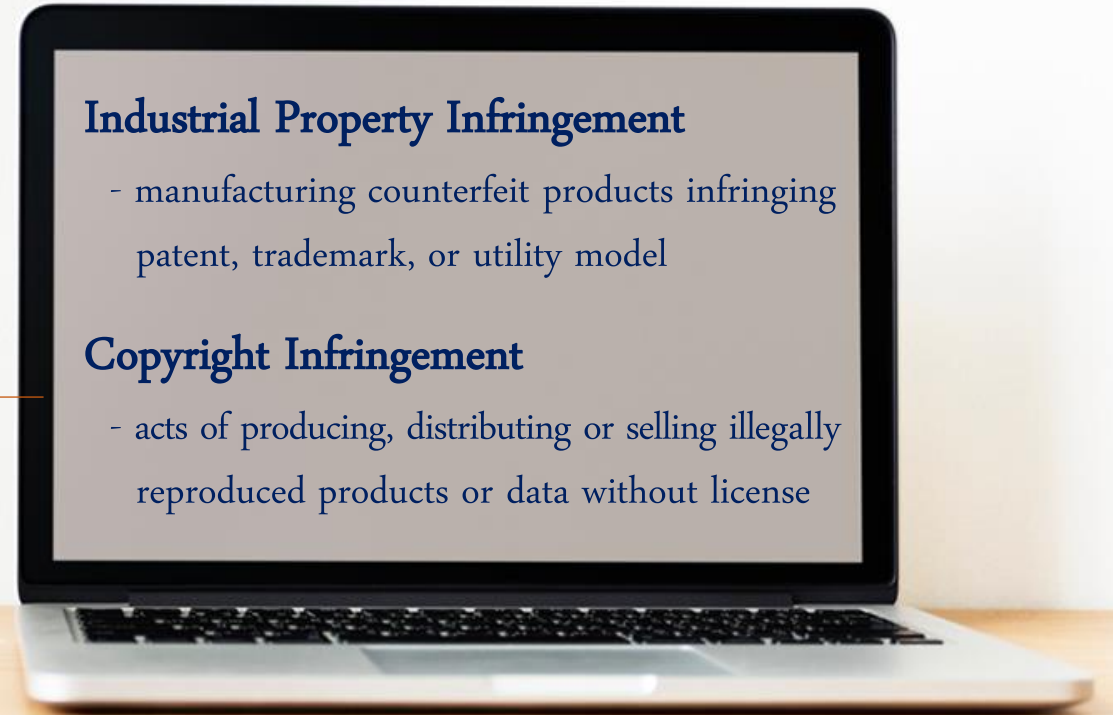 Industrial Property Infringement
- manufacturing counterfeit products infringing
patent, trademark, or utility model
Copyright Infringement
- acts of producing, distributing or selling illegally
reproduced products or data without license